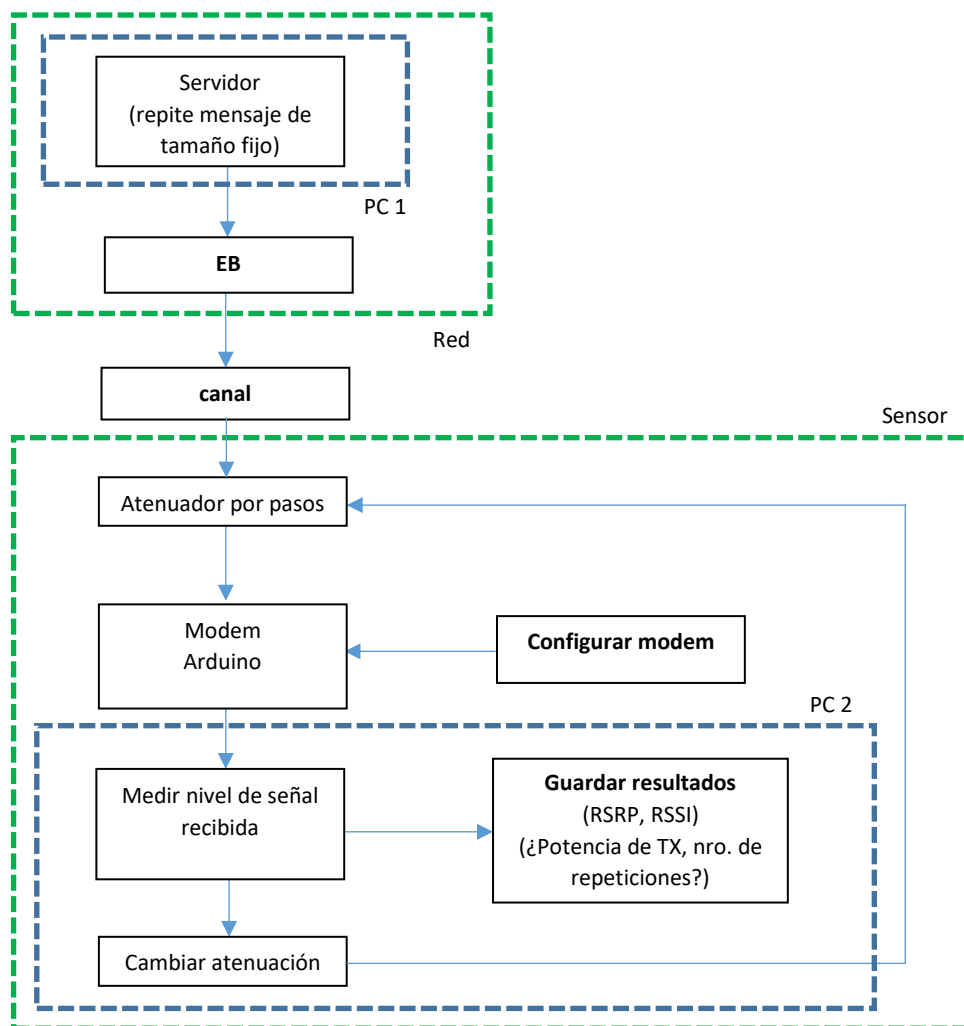 Servidor
(repite mensaje de
tamaño fijo)
PC 1
EB
Red
canal
Sensor
Atenuador por pasos
Modem
Arduino
Configurar modem
PC 2
Medir nivel de señal
recibida
Guardar resultados
(RSRP, RSSI)
(¿Potencia de TX, nro. de
repeticiones?)
Cambiar atenuación